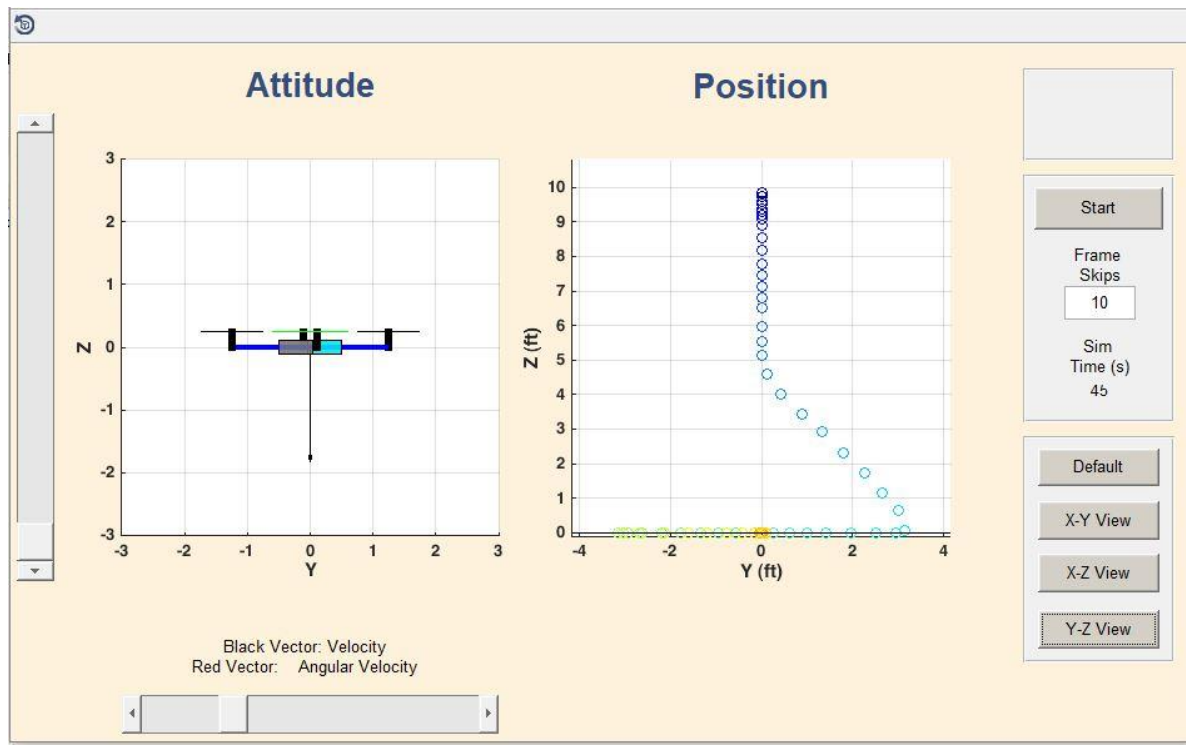 Attitude
Position
3
2
1
0
-1
-2
-3
Z
-3
-2
-1
0
1
2
3
Y
10
9
8
7
6
5
4
3
2
1
0
Z (ft)
-4
-2
0
2
4
Y (ft)
Start
Frame
Skips
10
Sim
Time (s)
45
Default
X-Y View
X-Z View
Y-Z View
Black Vector: Velocity
Red Vector: Angular Velocity